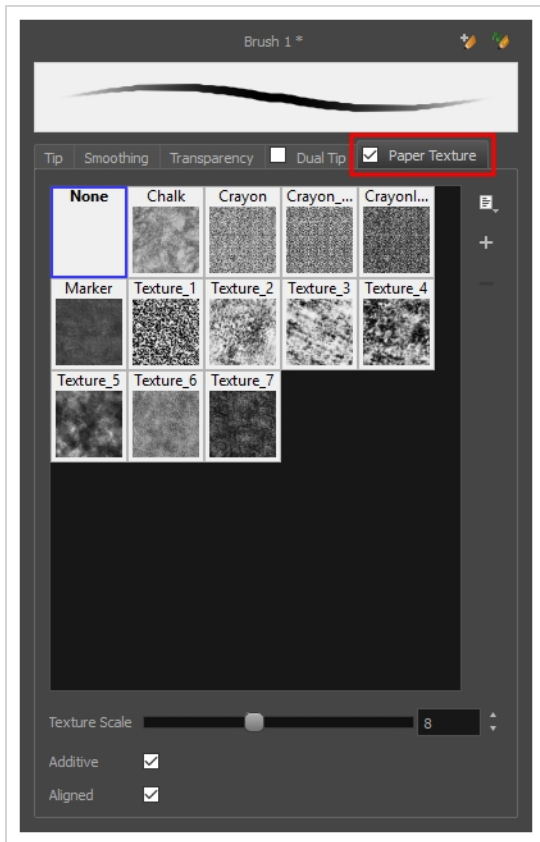 Brush 1 *
Tip Smoothing Transparency Dual Tip Paper Texture
None Chalk Crayon Crayon_... Crayonl...
Marker Texture_1 Texture_2 Texture_3 Texture_4
Texture_5 Texture_6 Texture_7
Texture Scale 8
Additive
Aligned